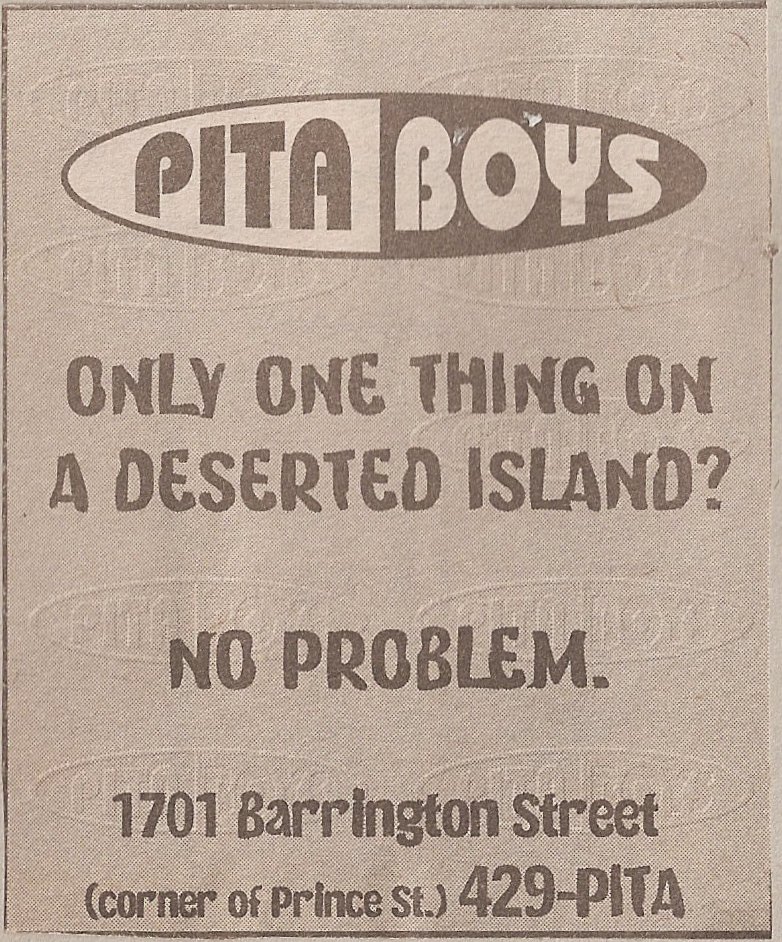 PITA BOYS
ONLY ONE THING ON
A DESERTED ISLAND?
NO PROBLEM.
1701 Barrington Street
(corner of Prince St.) 429-PITA